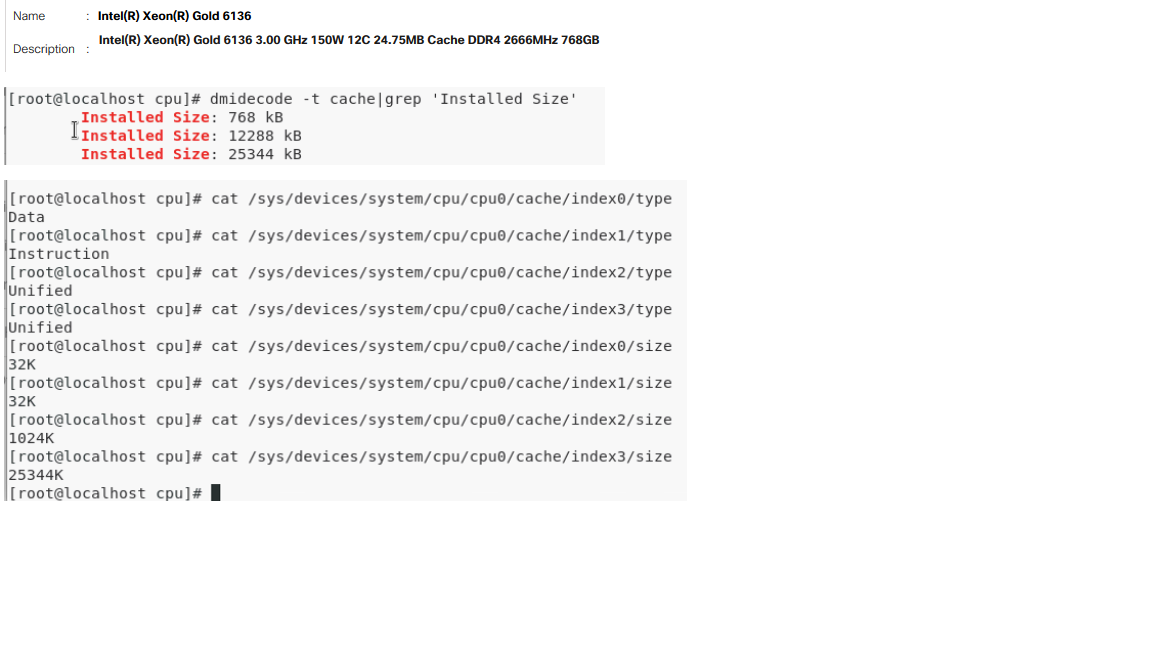 Name : Intel(R) Xeon(R) Gold 6136
Description : Intel(R) Xeon(R) Gold 6136 3.00 GHz 150W 12C 24.75MB Cache DDR4 2666MHz 768GB
[root@localhost cpu]# dmidecode -t cache|grep 'Installed Size'
Installed Size: 768 kB
Installed Size: 12288 kB
Installed Size: 25344 kB
[root@localhost cpu]# cat /sys/devices/system/cpu/cpu0/cache/index0/type
Data
[root@localhost cpu]# cat /sys/devices/system/cpu/cpu0/cache/index1/type
Instruction
[root@localhost cpu]# cat /sys/devices/system/cpu/cpu0/cache/index2/type
Unified
[root@localhost cpu]# cat /sys/devices/system/cpu/cpu0/cache/index3/type
Unified
[root@localhost cpu]# cat /sys/devices/system/cpu/cpu0/cache/index0/size
32K
[root@localhost cpu]# cat /sys/devices/system/cpu/cpu0/cache/index1/size
32K
[root@localhost cpu]# cat /sys/devices/system/cpu/cpu0/cache/index2/size
1024K
[root@localhost cpu]# cat /sys/devices/system/cpu/cpu0/cache/index3/size
25344K
[root@localhost cpu]#